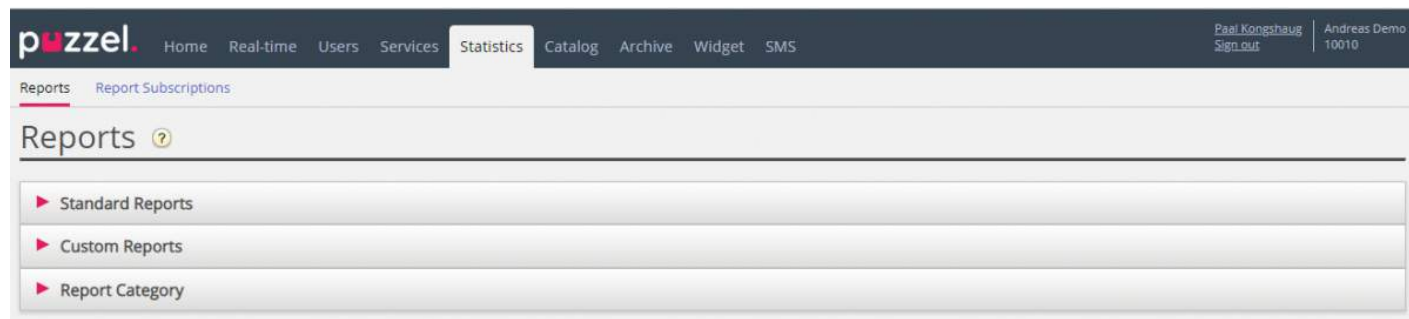 puzzel. Home Real-time Users Services Statistics Catalog Archive Widget SMS
Paal Kongshaug
Sign out
Andreas Demo
10010
Reports Report Subscriptions
Reports ?
Standard Reports
Custom Reports
Report Category